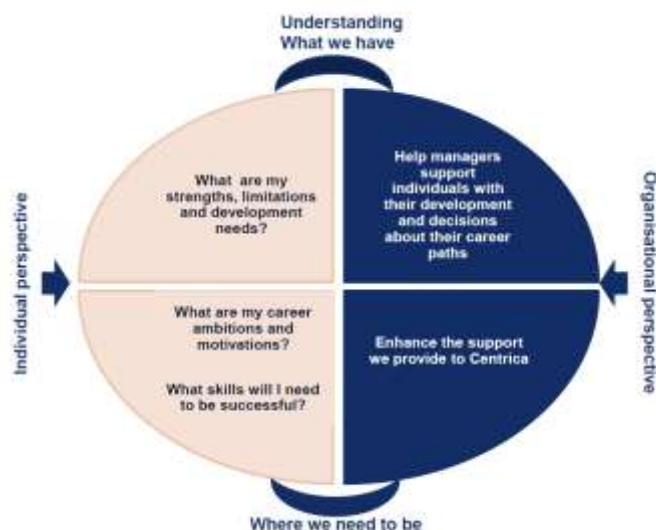 Understanding
What we have
Individual perspective
What are my
strengths, limitations
and development
needs?
Help managers
support
individuals with
their development
and decisions
about their career
paths
Organisational perspective
What are my career
ambitions and
motivations?
What skills will I need
to be successful?
Enhance the support
we provide to Centrica
Where we need to be